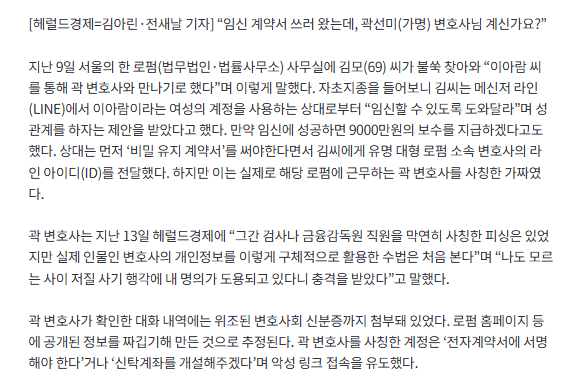 [헤럴드경제=김아린·전새날 기자] “임신 계약서 쓰러 왔는데, 곽선미(가명) 변호사님 계신가요?”
지난 9일 서울의 한 로펌(법무법인·법률사무소) 사무실에 김모(69) 씨가 불쑥 찾아와 “이아람 씨
를 통해 곽 변호사와 만나기로 했다”며 이렇게 말했다. 자초지종을 들어보니 김씨는 메신저 라인
(LINE)에서 이아람이라는 여성의 계정을 사용하는 상대로부터 “임신할 수 있도록 도와달라”며 성
관계를 하자는 제안을 받았다고 했다. 만약 임신에 성공하면 9000만원의 보수를 지급하겠다고도
했다. 상대는 먼저 ‘비밀 유지 계약서’를 써야한다면서 김씨에게 유명 대형 로펌 소속 변호사의 라
인 아이디(ID)를 전달했다. 하지만 이는 실제로 해당 로펌에 근무하는 곽 변호사를 사칭한 가짜였
다.
곽 변호사는 지난 13일 헤럴드경제에 “그간 검사나 금융감독원 직원을 막연히 사칭한 피싱은 있었
지만 실제 인물인 변호사의 개인정보를 이렇게 구체적으로 활용한 수법은 처음 본다”며 “나도 모르
는 사이 저질 사기 행각에 내 명의가 도용되고 있다니 충격을 받았다”고 말했다.
곽 변호사가 확인한 대화 내역에는 위조된 변호사회 신분증까지 첨부돼 있었다. 로펌 홈페이지 등
에 공개된 정보를 짜깁기해 만든 것으로 추정된다. 곽 변호사를 사칭한 계정은 ‘전자계약서에 서명
해야 한다’거나 ‘신탁계좌를 개설해주겠다’며 악성 링크 접속을 유도했다.